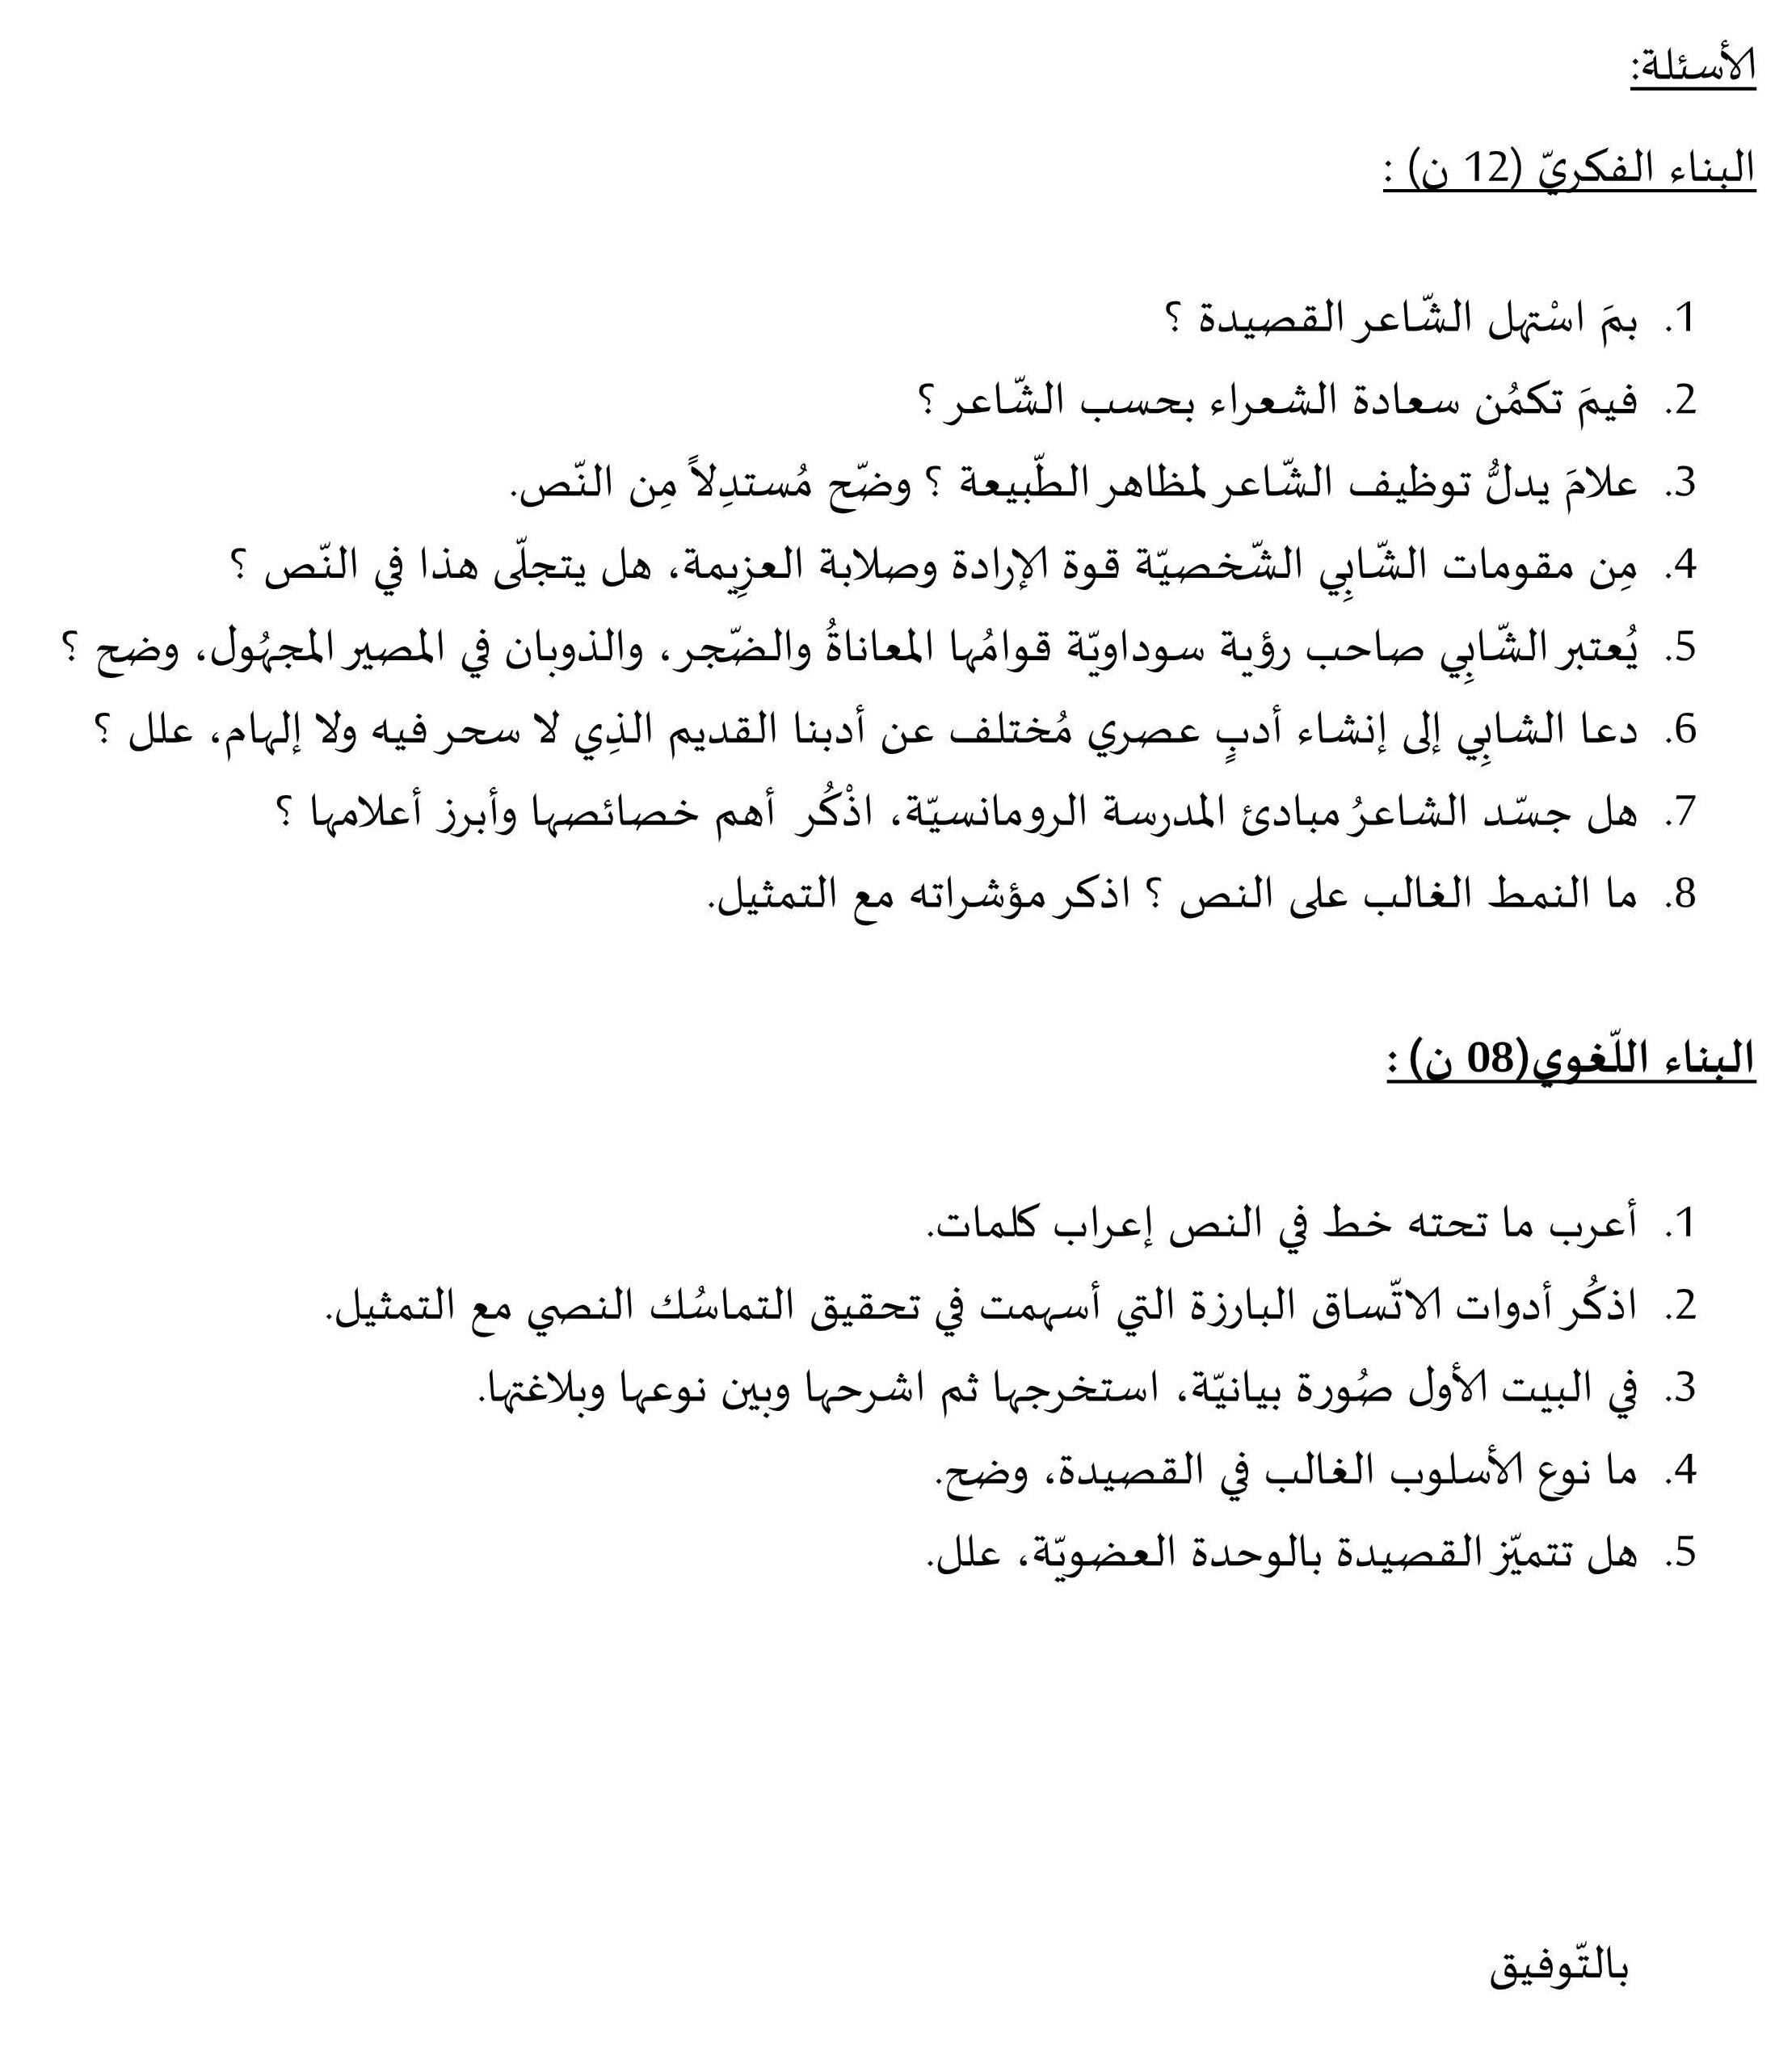 الأسئلة:
البناء الفكريّ (12 ن) :
1. بمَ اسْتهل الشّاعر القصيدة ؟
2. فيمَ تكمُن سعادة الشعراء بحسب الشّاعر ؟
3. علامَ يدلُّ توظيف الشّاعر لمظاهر الطّبيعة ؟ وضّح مُستدِلاً مِن النّص.
4. مِن مقومات الشّابِي الشّخصيّة قوة الإرادة وصلابة العزِيمة، هل يتجلّى هذا في النّص ؟
5. يُعتبر الشّابِي صاحب رؤية سوداويّة قوامُها المعاناةُ والضّجر، والذوبان في المصير المجهُول، وضح ؟
6. دعا الشابِي إلى إنشاء أدبٍ عصري مُختلف عن أدبنا القديم الذِي لا سحر فيه ولا إلهام، علل ؟
7. هل جسّد الشاعرُ مبادئ المدرسة الرومانسيّة، اذْكُر أهم خصائصها وأبرز أعلامها ؟
8. ما النمط الغالب على النص ؟ اذكر مؤشراته مع التمثيل.
البناء اللّغوي(08 ن) :
1. أعرب ما تحته خط في النص إعراب كلمات.
2. اذكُر أدوات الاتّساق البارزة التي أسهمت في تحقيق التماسُك النصي مع التمثيل.
3. في البيت الأول صُورة بيانيّة، استخرجها ثم اشرحها وبين نوعها وبلاغتها.
4. ما نوع الأسلوب الغالب في القصيدة، وضح.
5. هل تتميّز القصيدة بالوحدة العضويّة، علل.
بالتّوفيق